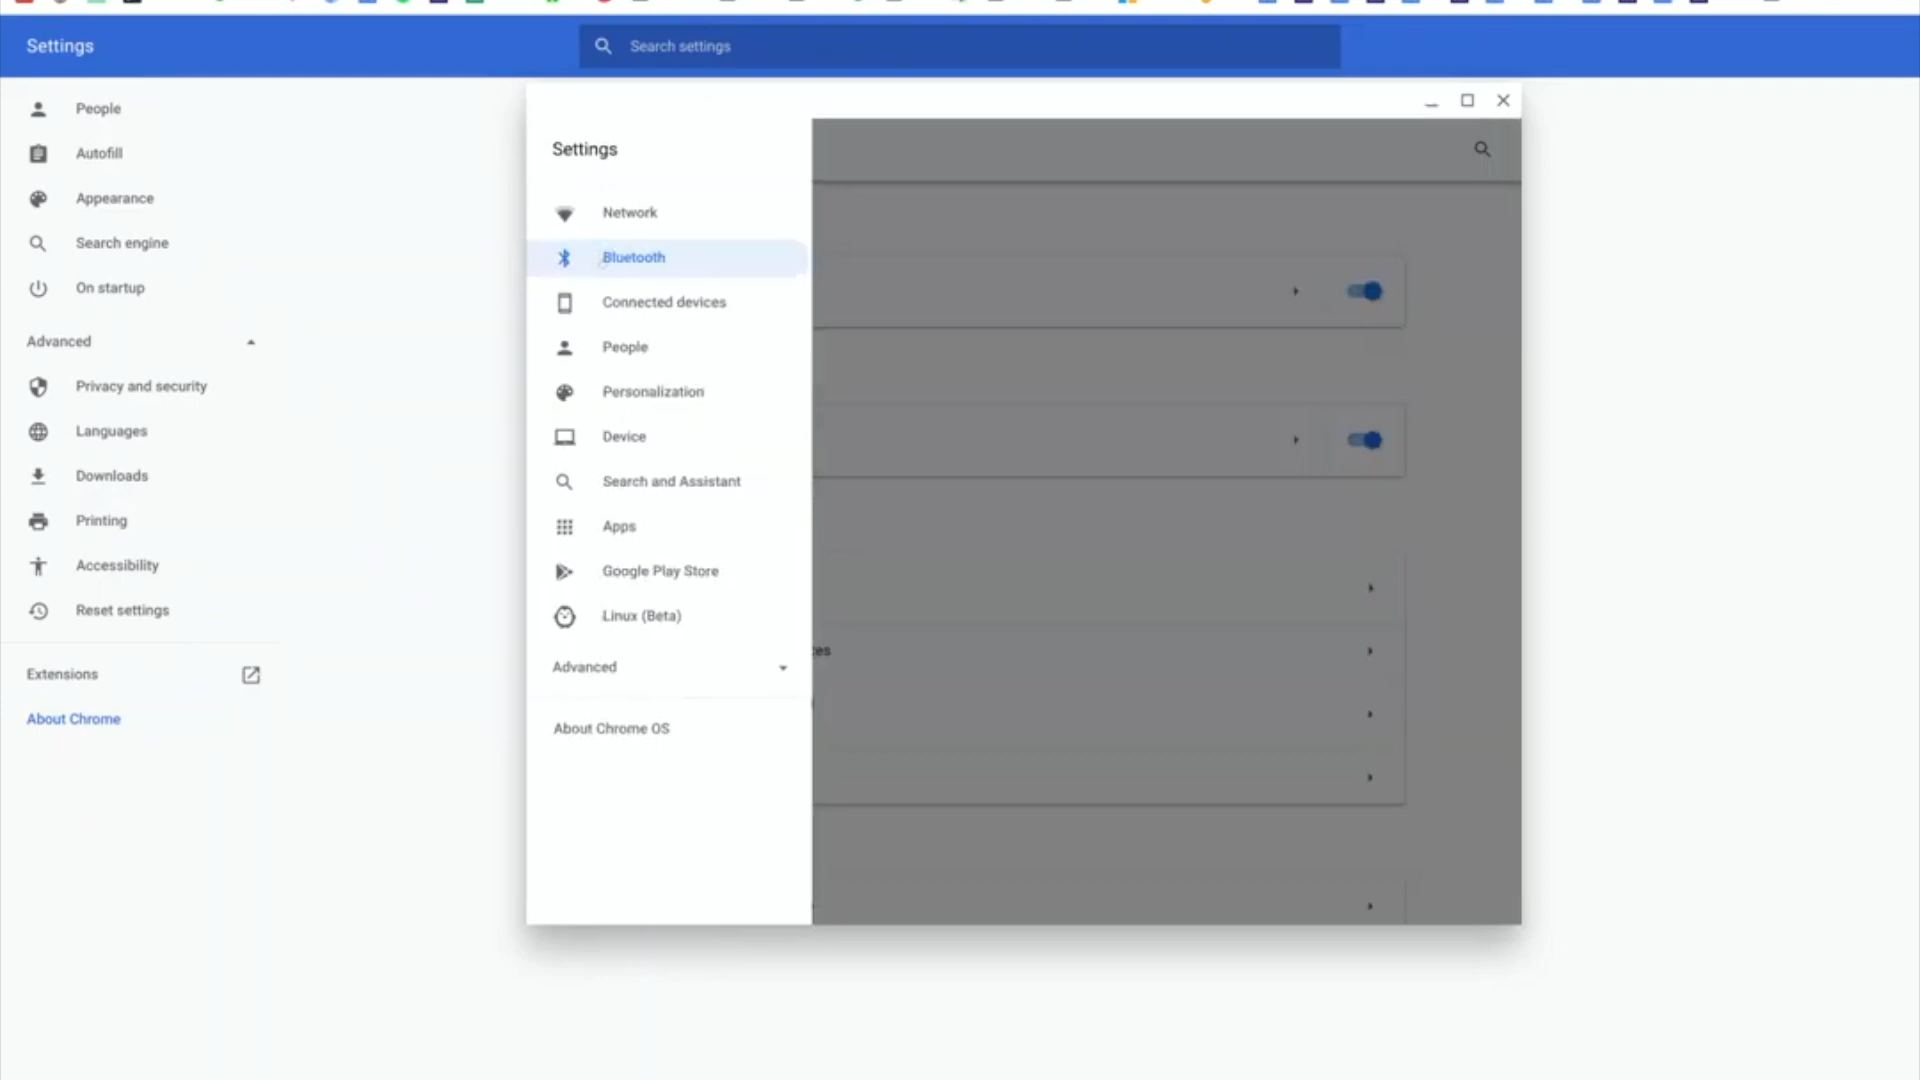 Settings
Search settings
People
Autofill
Appearance
Search engine
On startup
Advanced
Privacy and security
Languages
Downloads
Printing
Accessibility
Reset settings
Extensions
About Chrome
Settings
Network
Bluetooth
Connected devices
People
Personalization
Device
Search and Assistant
Apps
Google Play Store
Linux (Beta)
Advanced
About Chrome OS